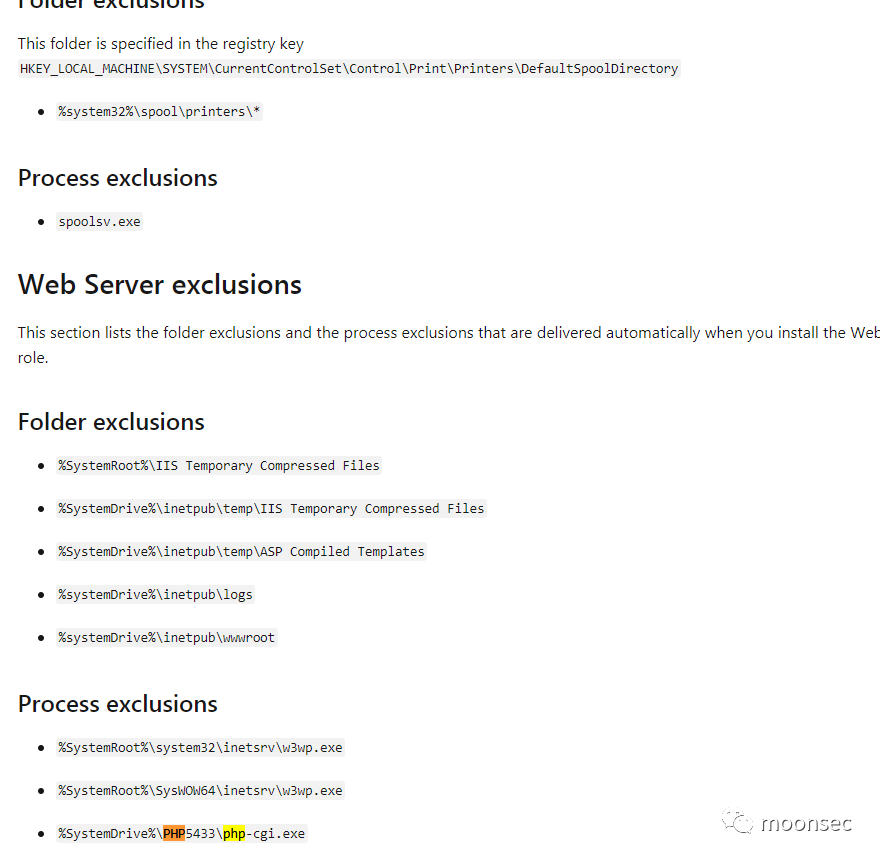 Folder exclusions
This folder is specified in the registry key
HKEY_LOCAL_MACHINE\SYSTEM\CurrentControlSet\Control\Print\Printers\DefaultSpoolDirectory
• %system32%\spool\printers\*
Process exclusions
• spoolsv.exe
Web Server exclusions
This section lists the folder exclusions and the process exclusions that are delivered automatically when you install the Web
role.
Folder exclusions
• %SystemRoot%\IIS Temporary Compressed Files
• %SystemDrive%\inetpub\temp\IIS Temporary Compressed Files
• %SystemDrive%\inetpub\temp\ASP Compiled Templates
• %systemDrive%\inetpub\logs
• %systemDrive%\inetpub\wwwroot
Process exclusions
• %SystemRoot%\system32\inetsrv\w3wp.exe
• %SystemRoot%\SysWOW64\inetsrv\w3wp.exe
• %SystemDrive%\PHP5433\php-cgi.exe
moonsec